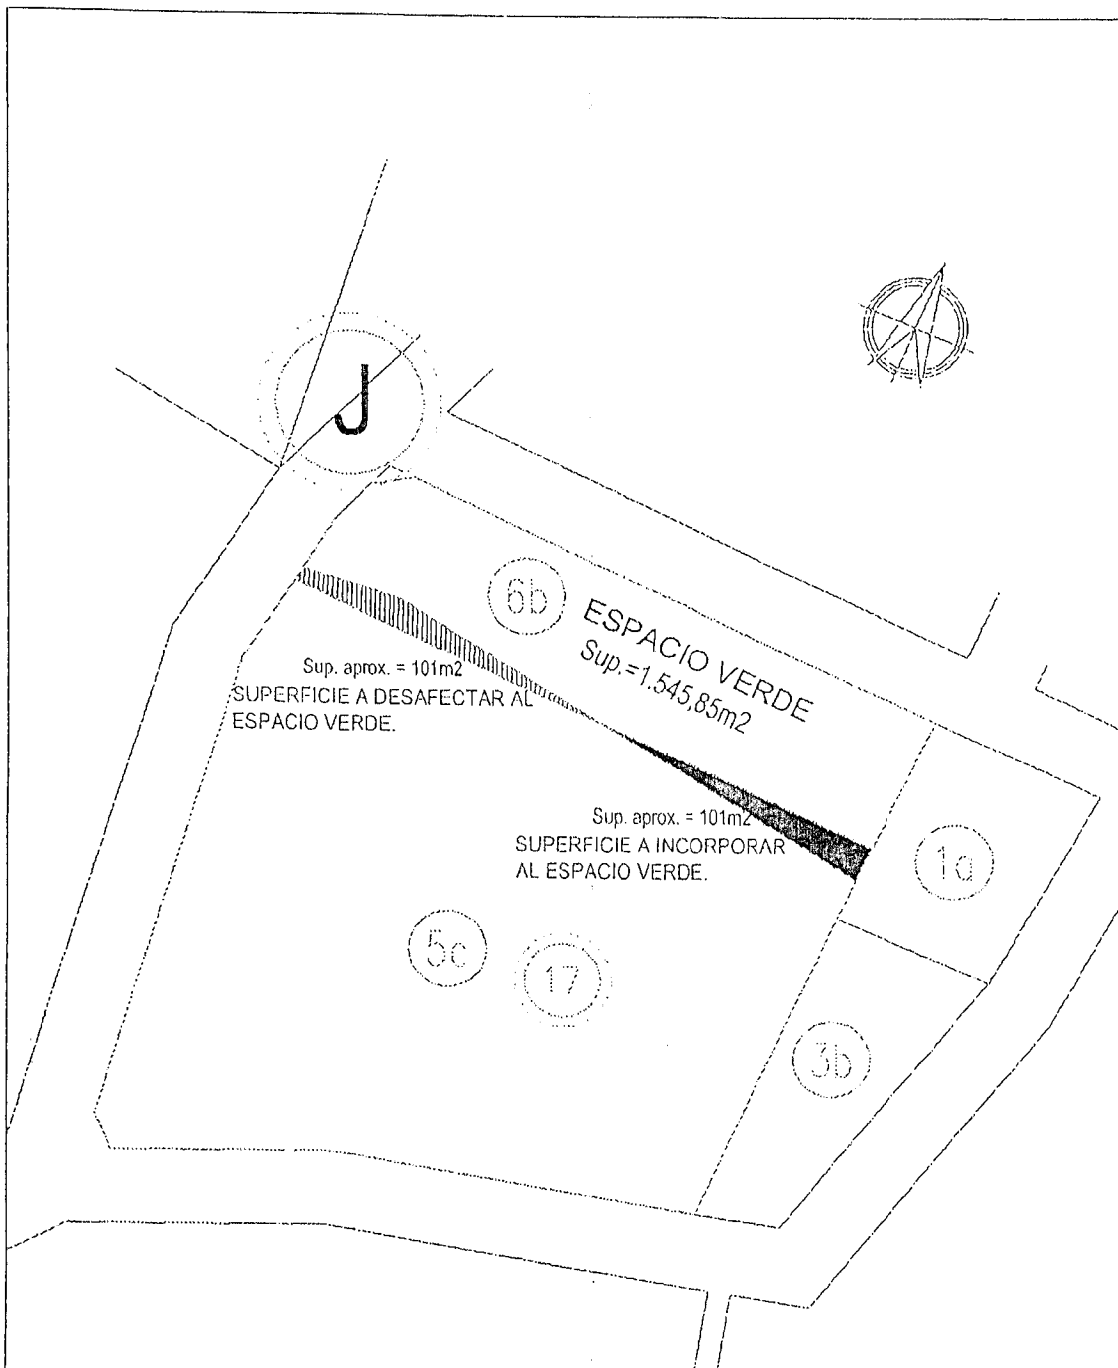 J
6b
ESPACIO VERDE
Sup.=1.545,85m2
Sup. aprox. = 101m2
SUPERFICIE A DESAFECTAR AL
ESPACIO VERDE.
Sup. aprox. = 101m2
SUPERFICIE A INCORPORAR
AL ESPACIO VERDE.
1a
5c
17
3b